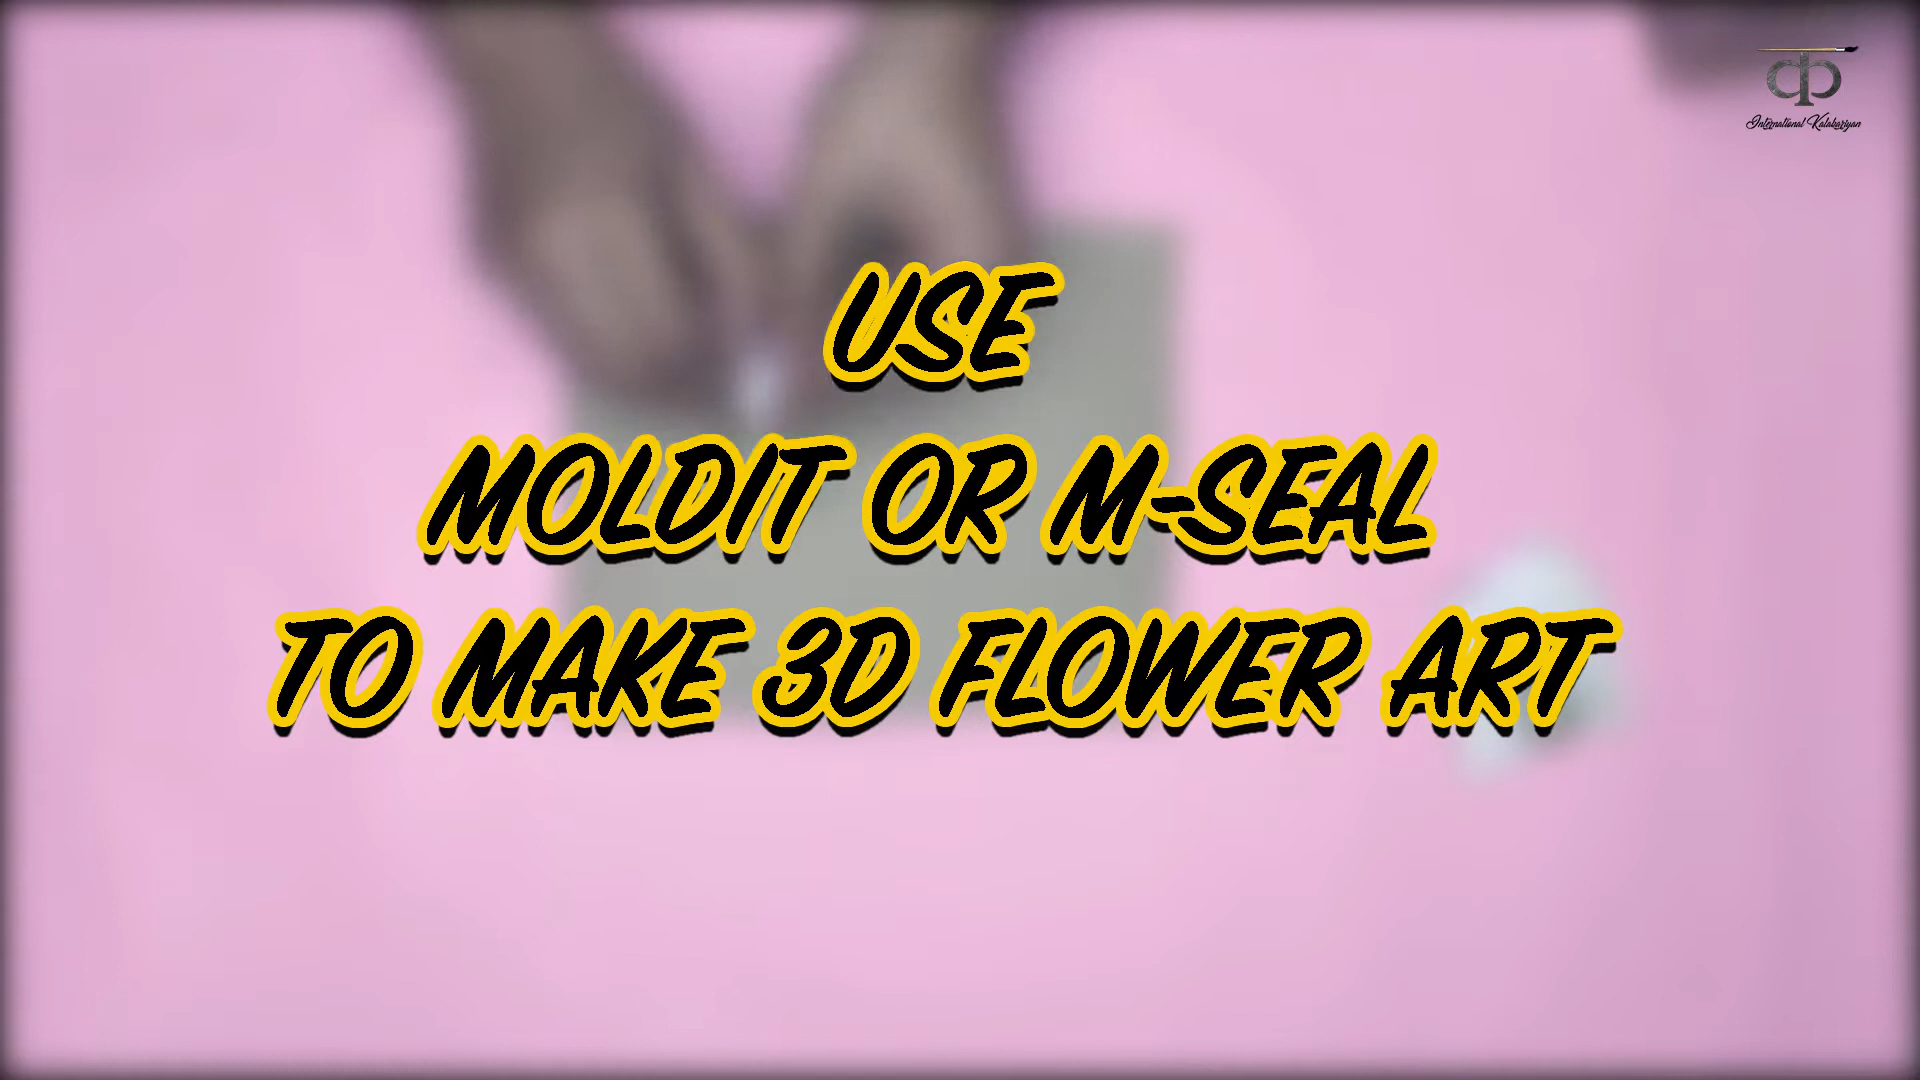 International Kalakariyan
USE
MOLDIT OR M-SEAL
TO MAKE 3D FLOWER ART